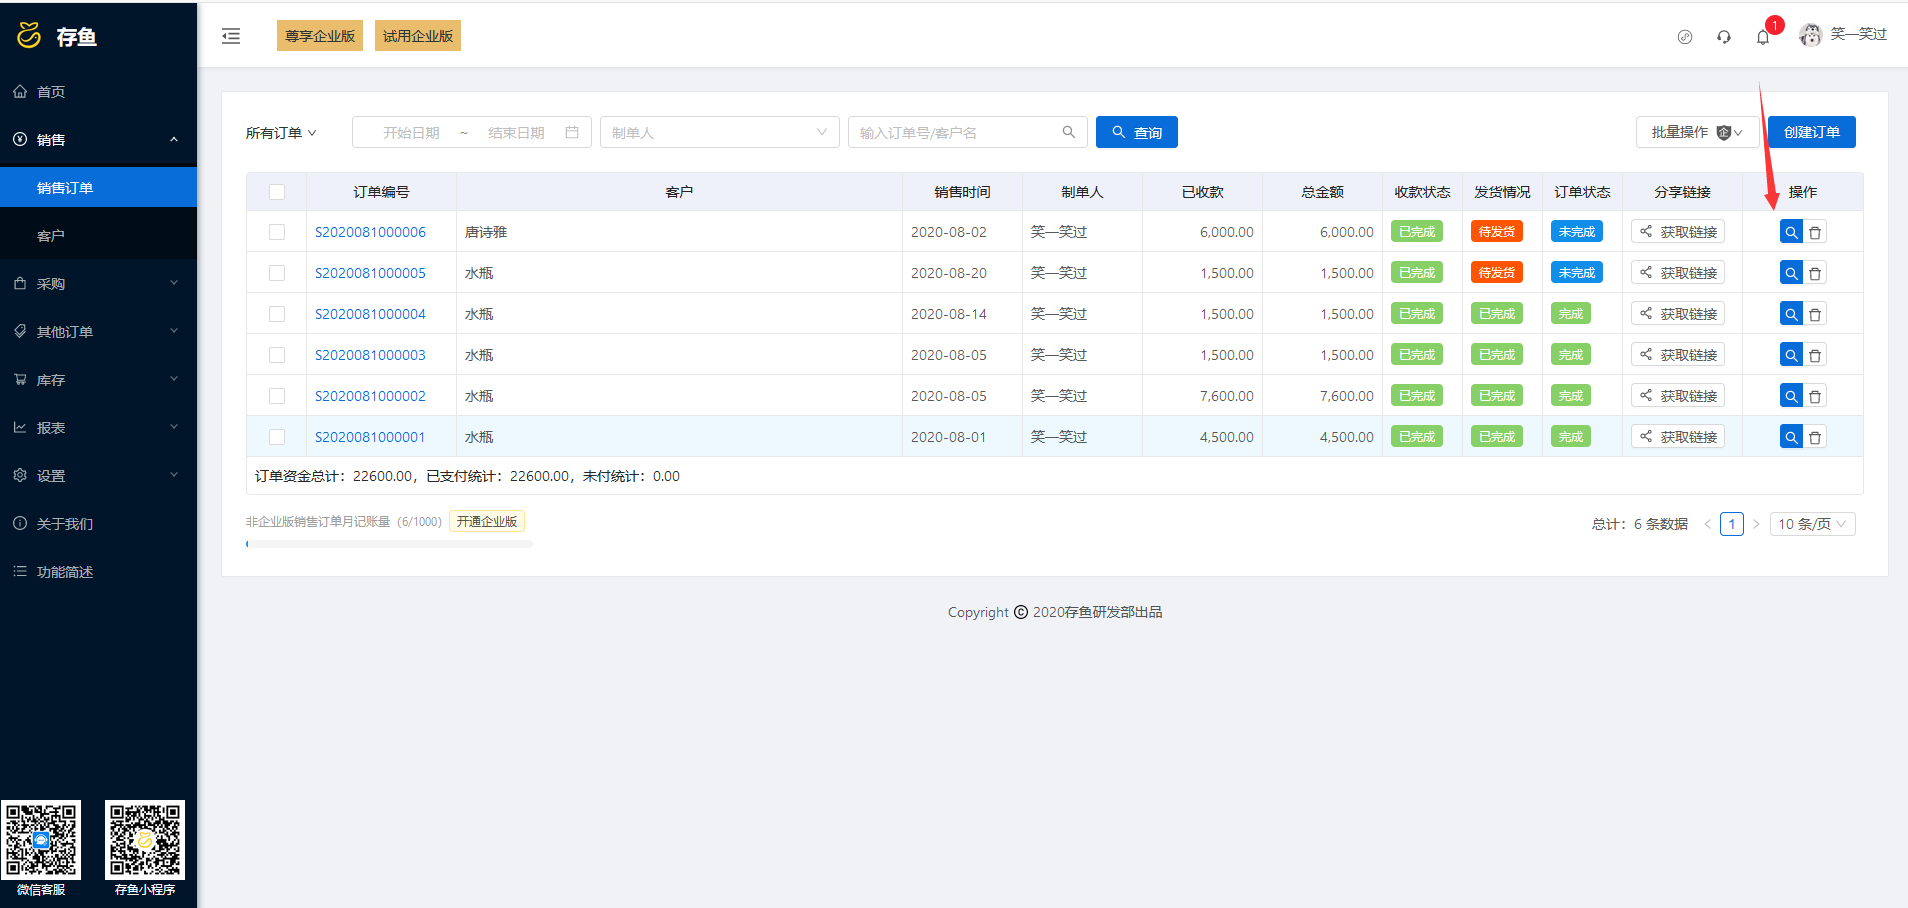 存鱼
尊享企业版 试用企业版
1
笑一笑过
首页
销售
销售订单
客户
采购
其他订单
库存
报表
设置
关于我们
功能简述
微信客服 存鱼小程序
所有订单 开始日期 ~ 结束日期 制单人 输入订单号/客户名 查询 批量操作 企 创建订单
订单编号 客户 销售时间 制单人 已收款 总金额 收款状态 发货情况 订单状态 分享链接 操作
S2020081000006 唐诗雅 2020-08-02 笑一笑过 6,000.00 6,000.00 已完成 待发货 未完成 获取链接
S2020081000005 水瓶 2020-08-20 笑一笑过 1,500.00 1,500.00 已完成 待发货 未完成 获取链接
S2020081000004 水瓶 2020-08-14 笑一笑过 1,500.00 1,500.00 已完成 已完成 完成 获取链接
S2020081000003 水瓶 2020-08-05 笑一笑过 1,500.00 1,500.00 已完成 已完成 完成 获取链接
S2020081000002 水瓶 2020-08-05 笑一笑过 7,600.00 7,600.00 已完成 已完成 完成 获取链接
S2020081000001 水瓶 2020-08-01 笑一笑过 4,500.00 4,500.00 已完成 已完成 完成 获取链接
订单资金总计：22600.00，已支付统计：22600.00，未付统计：0.00
非企业版销售订单月记账量（6/1000） 开通企业版
总计：6 条数据 < 1 > 10 条/页
Copyright © 2020存鱼研发部出品